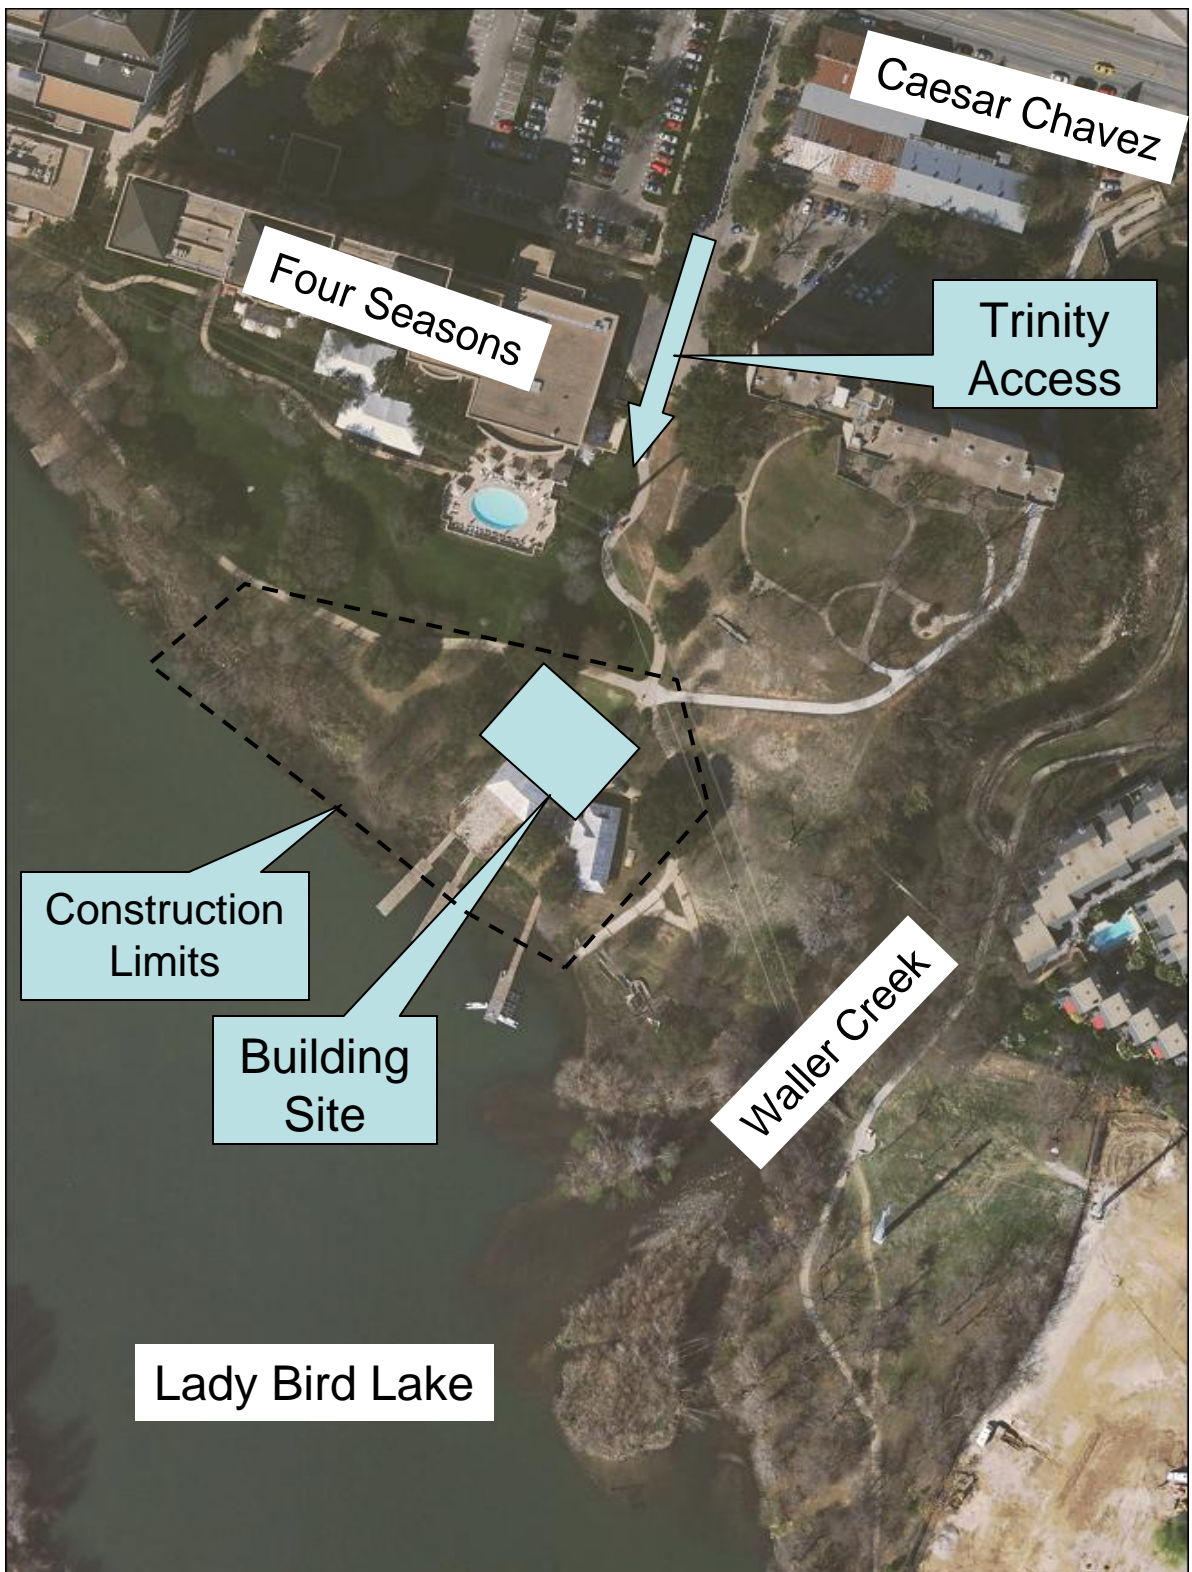 Caesar Chavez
Four Seasons
Trinity
Access
Construction
Limits
Building
Site
Waller Creek
Lady Bird Lake